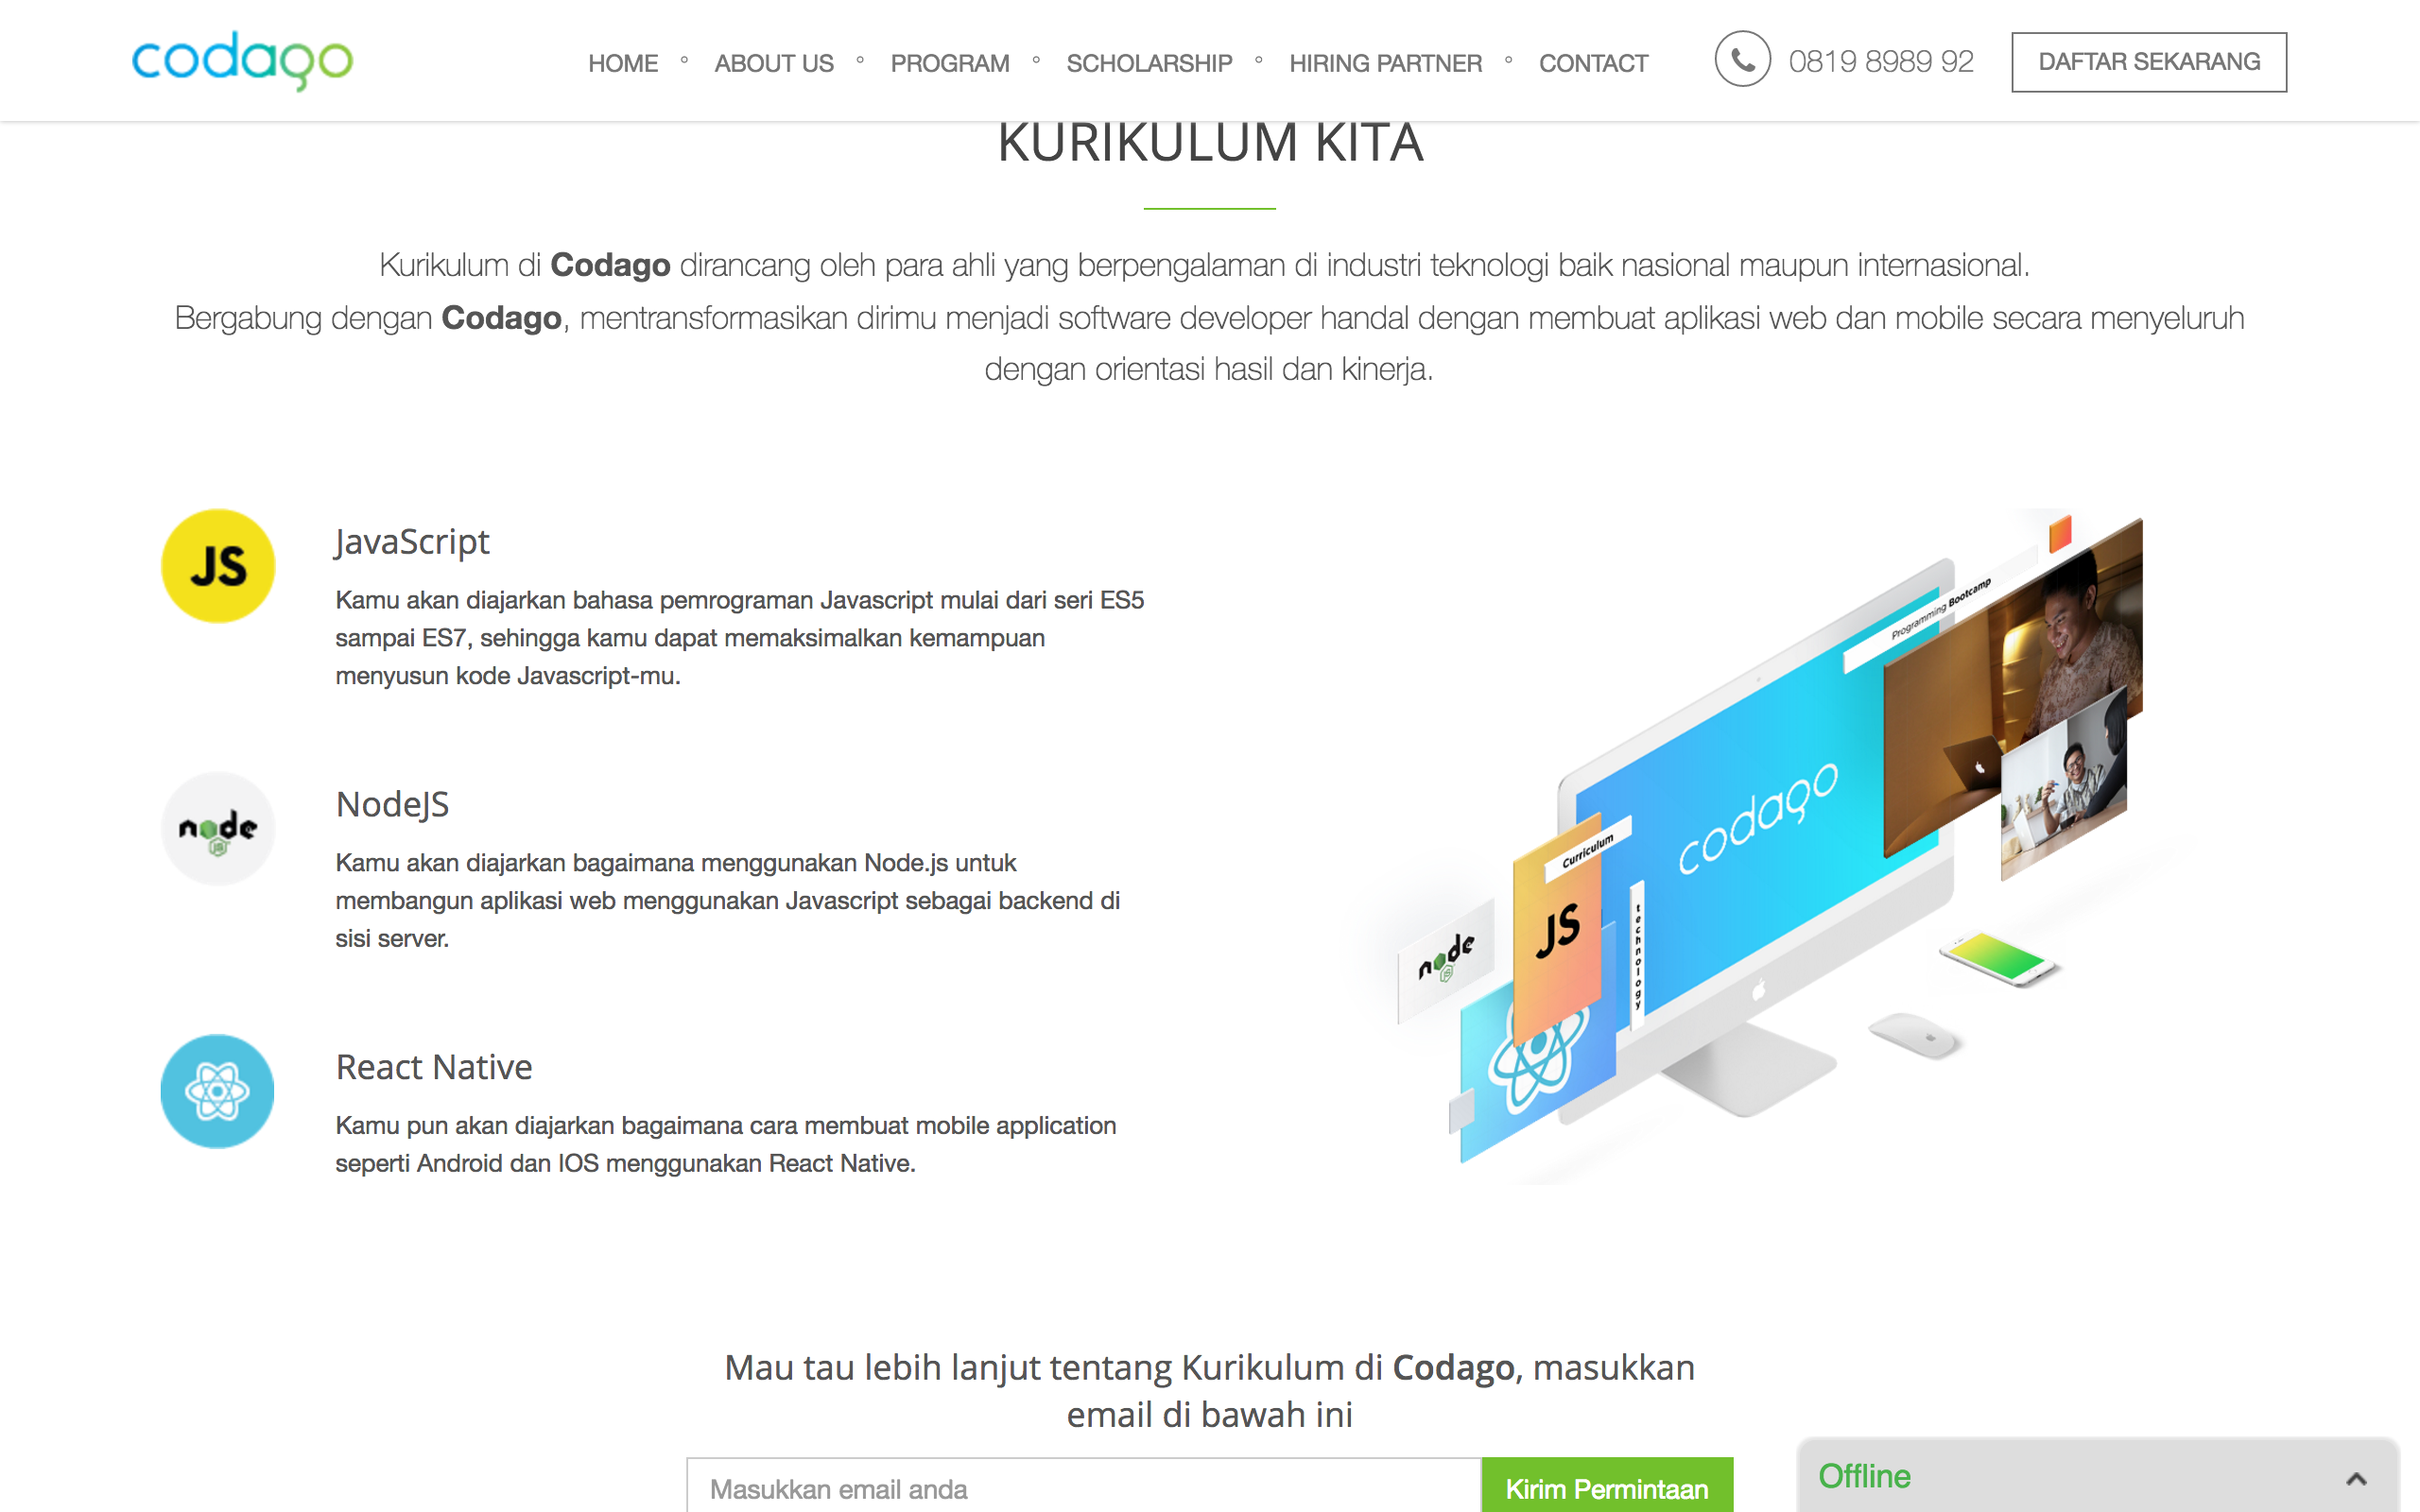 codago
HOME ° ABOUT US ° PROGRAM ° SCHOLARSHIP ° HIRING PARTNER ° CONTACT
0819 8989 92
DAFTAR SEKARANG
KURIKULUM KITA
Kurikulum di Codago dirancang oleh para ahli yang berpengalaman di industri teknologi baik nasional maupun internasional.
Bergabung dengan Codago, mentransformasikan dirimu menjadi software developer handal dengan membuat aplikasi web dan mobile secara menyeluruh
dengan orientasi hasil dan kinerja.
JS
JavaScript
Kamu akan diajarkan bahasa pemrograman Javascript mulai dari seri ES5
sampai ES7, sehingga kamu dapat memaksimalkan kemampuan
menyusun kode Javascript-mu.
node
JS
NodeJS
Kamu akan diajarkan bagaimana menggunakan Node.js untuk
membangun aplikasi web menggunakan Javascript sebagai backend di
sisi server.
React Native
Kamu pun akan diajarkan bagaimana cara membuat mobile application
seperti Android dan IOS menggunakan React Native.
Programming Bootcamp
codago
Curriculum
JS
technology
node
JS
Mau tau lebih lanjut tentang Kurikulum di Codago, masukkan
email di bawah ini
Masukkan email anda
Kirim Permintaan
Offline